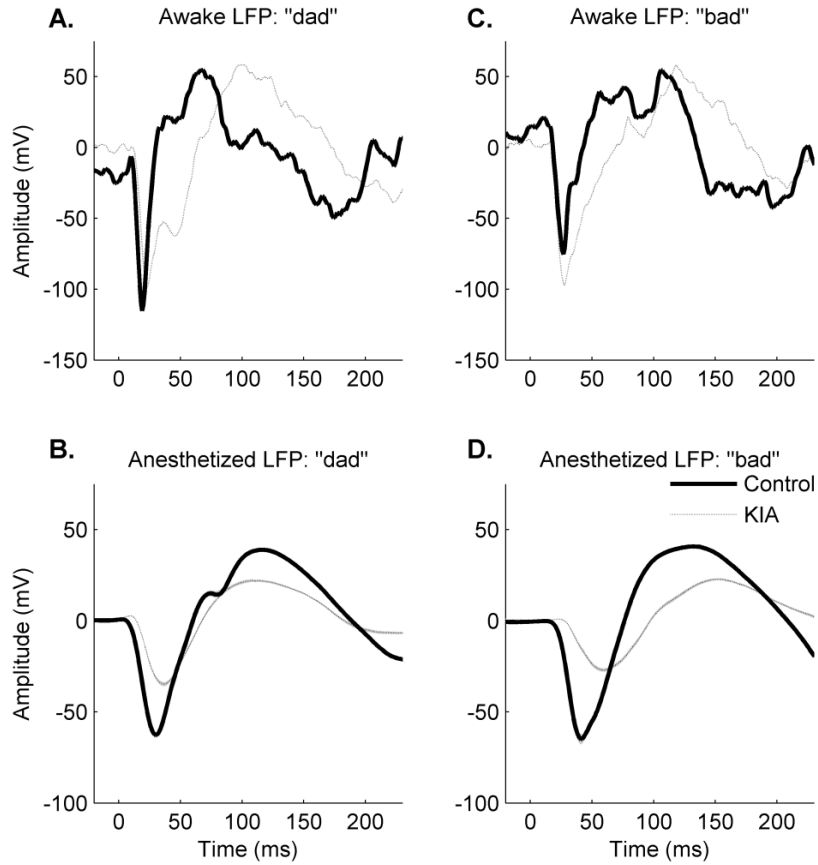 A.
Awake LFP: "dad"
50
0
-50
-100
-150
Amplitude (mV)
0 50 100 150 200
C.
Awake LFP: "bad"
50
0
-50
-100
-150
0 50 100 150 200
B.
Anesthetized LFP: "dad"
50
0
-50
-100
Amplitude (mV)
0 50 100 150 200
Time (ms)
D.
Anesthetized LFP: "bad"
Control
KIA
50
0
-50
-100
0 50 100 150 200
Time (ms)